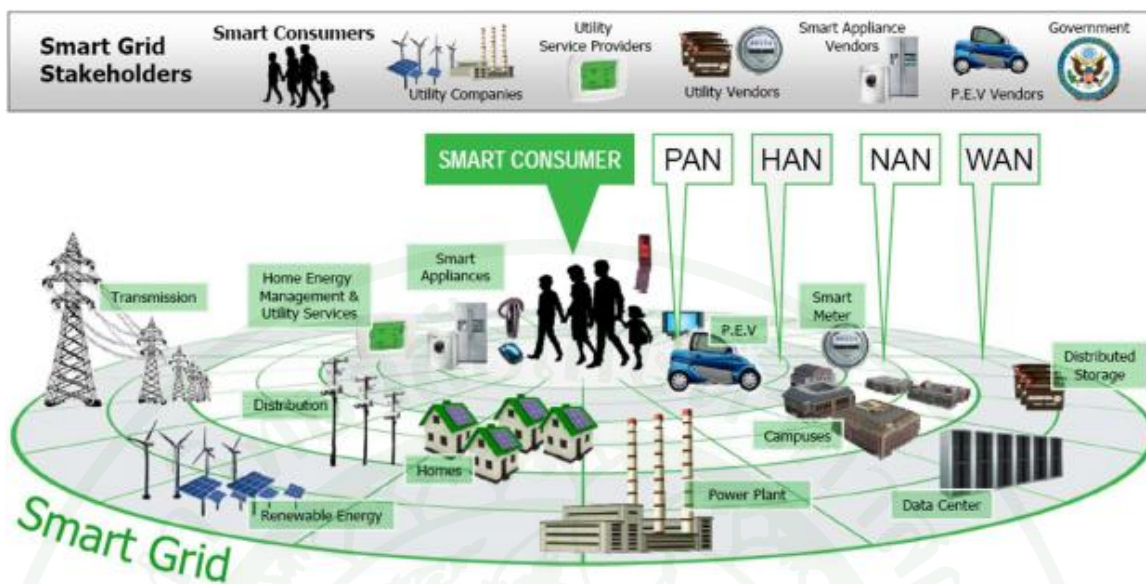 Smart Grid
Stakeholders
Smart Consumers
Utility Companies
Utility
Service Providers
Utility Vendors
Smart Appliance
Vendors
P.E.V Vendors
Government
SMART CONSUMER
PAN
HAN
NAN
WAN
Transmission
Home Energy
Management &
Utility Services
Smart
Appliances
P.E.V
Smart
Meter
Distributed
Storage
Distribution
Homes
Campuses
Renewable Energy
Power Plant
Data Center
Smart Grid